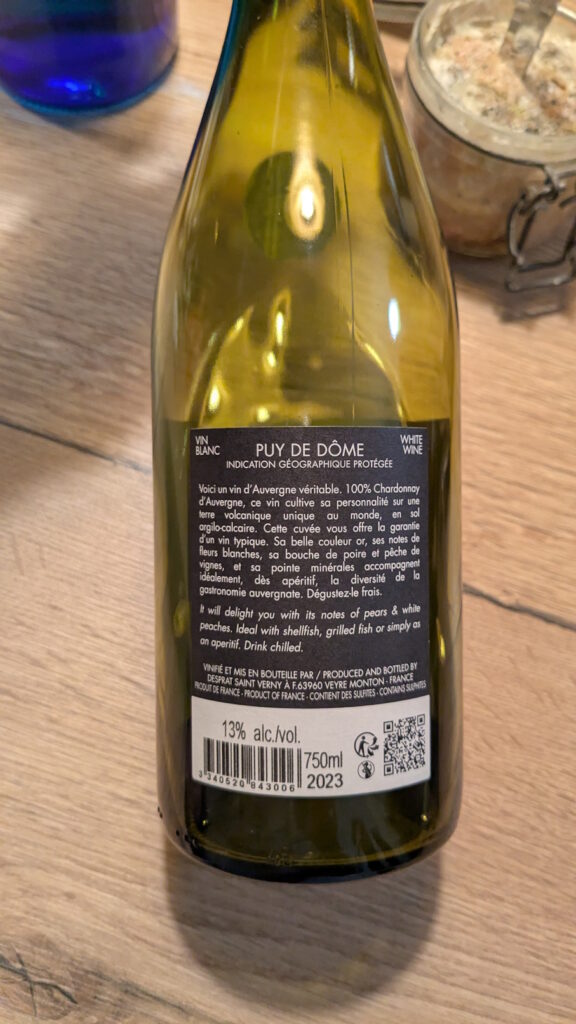 VIN BLANC
PUY DE DÔME
WHITE WINE
INDICATION GÉOGRAPHIQUE PROTÉGÉE
Voici un vin d'Auvergne véritable. 100% Chardonnay
d'Auvergne, ce vin cultive sa personnalité sur une
terre volcanique unique au monde, en sol
argilo-calcaire. Cette cuvée vous offre la garantie
d'un vin typique. Sa belle couleur or, ses notes de
fleurs blanches, sa bouche de poire et pêche de
vignes, et sa pointe minérales accompagnent
idéalement, dès apéritif, la diversité de la
gastronomie auvergnate. Dégustez-le frais.
It will delight you with its notes of pears & white
peaches. Ideal with shellfish, grilled fish or simply as
an aperitif. Drink chilled.
VINIFIÉ ET MIS EN BOUTEILLE PAR / PRODUCED AND BOTTLED BY
DESPRAT SAINT VERNY À F.63960 VEYRE MONTON - FRANCE
PRODUIT DE FRANCE - PRODUCT OF FRANCE - CONTIENT DES SULFITES - CONTAINS SULPHITES
13% alc./vol.
750ml
3 340520 843006
2023